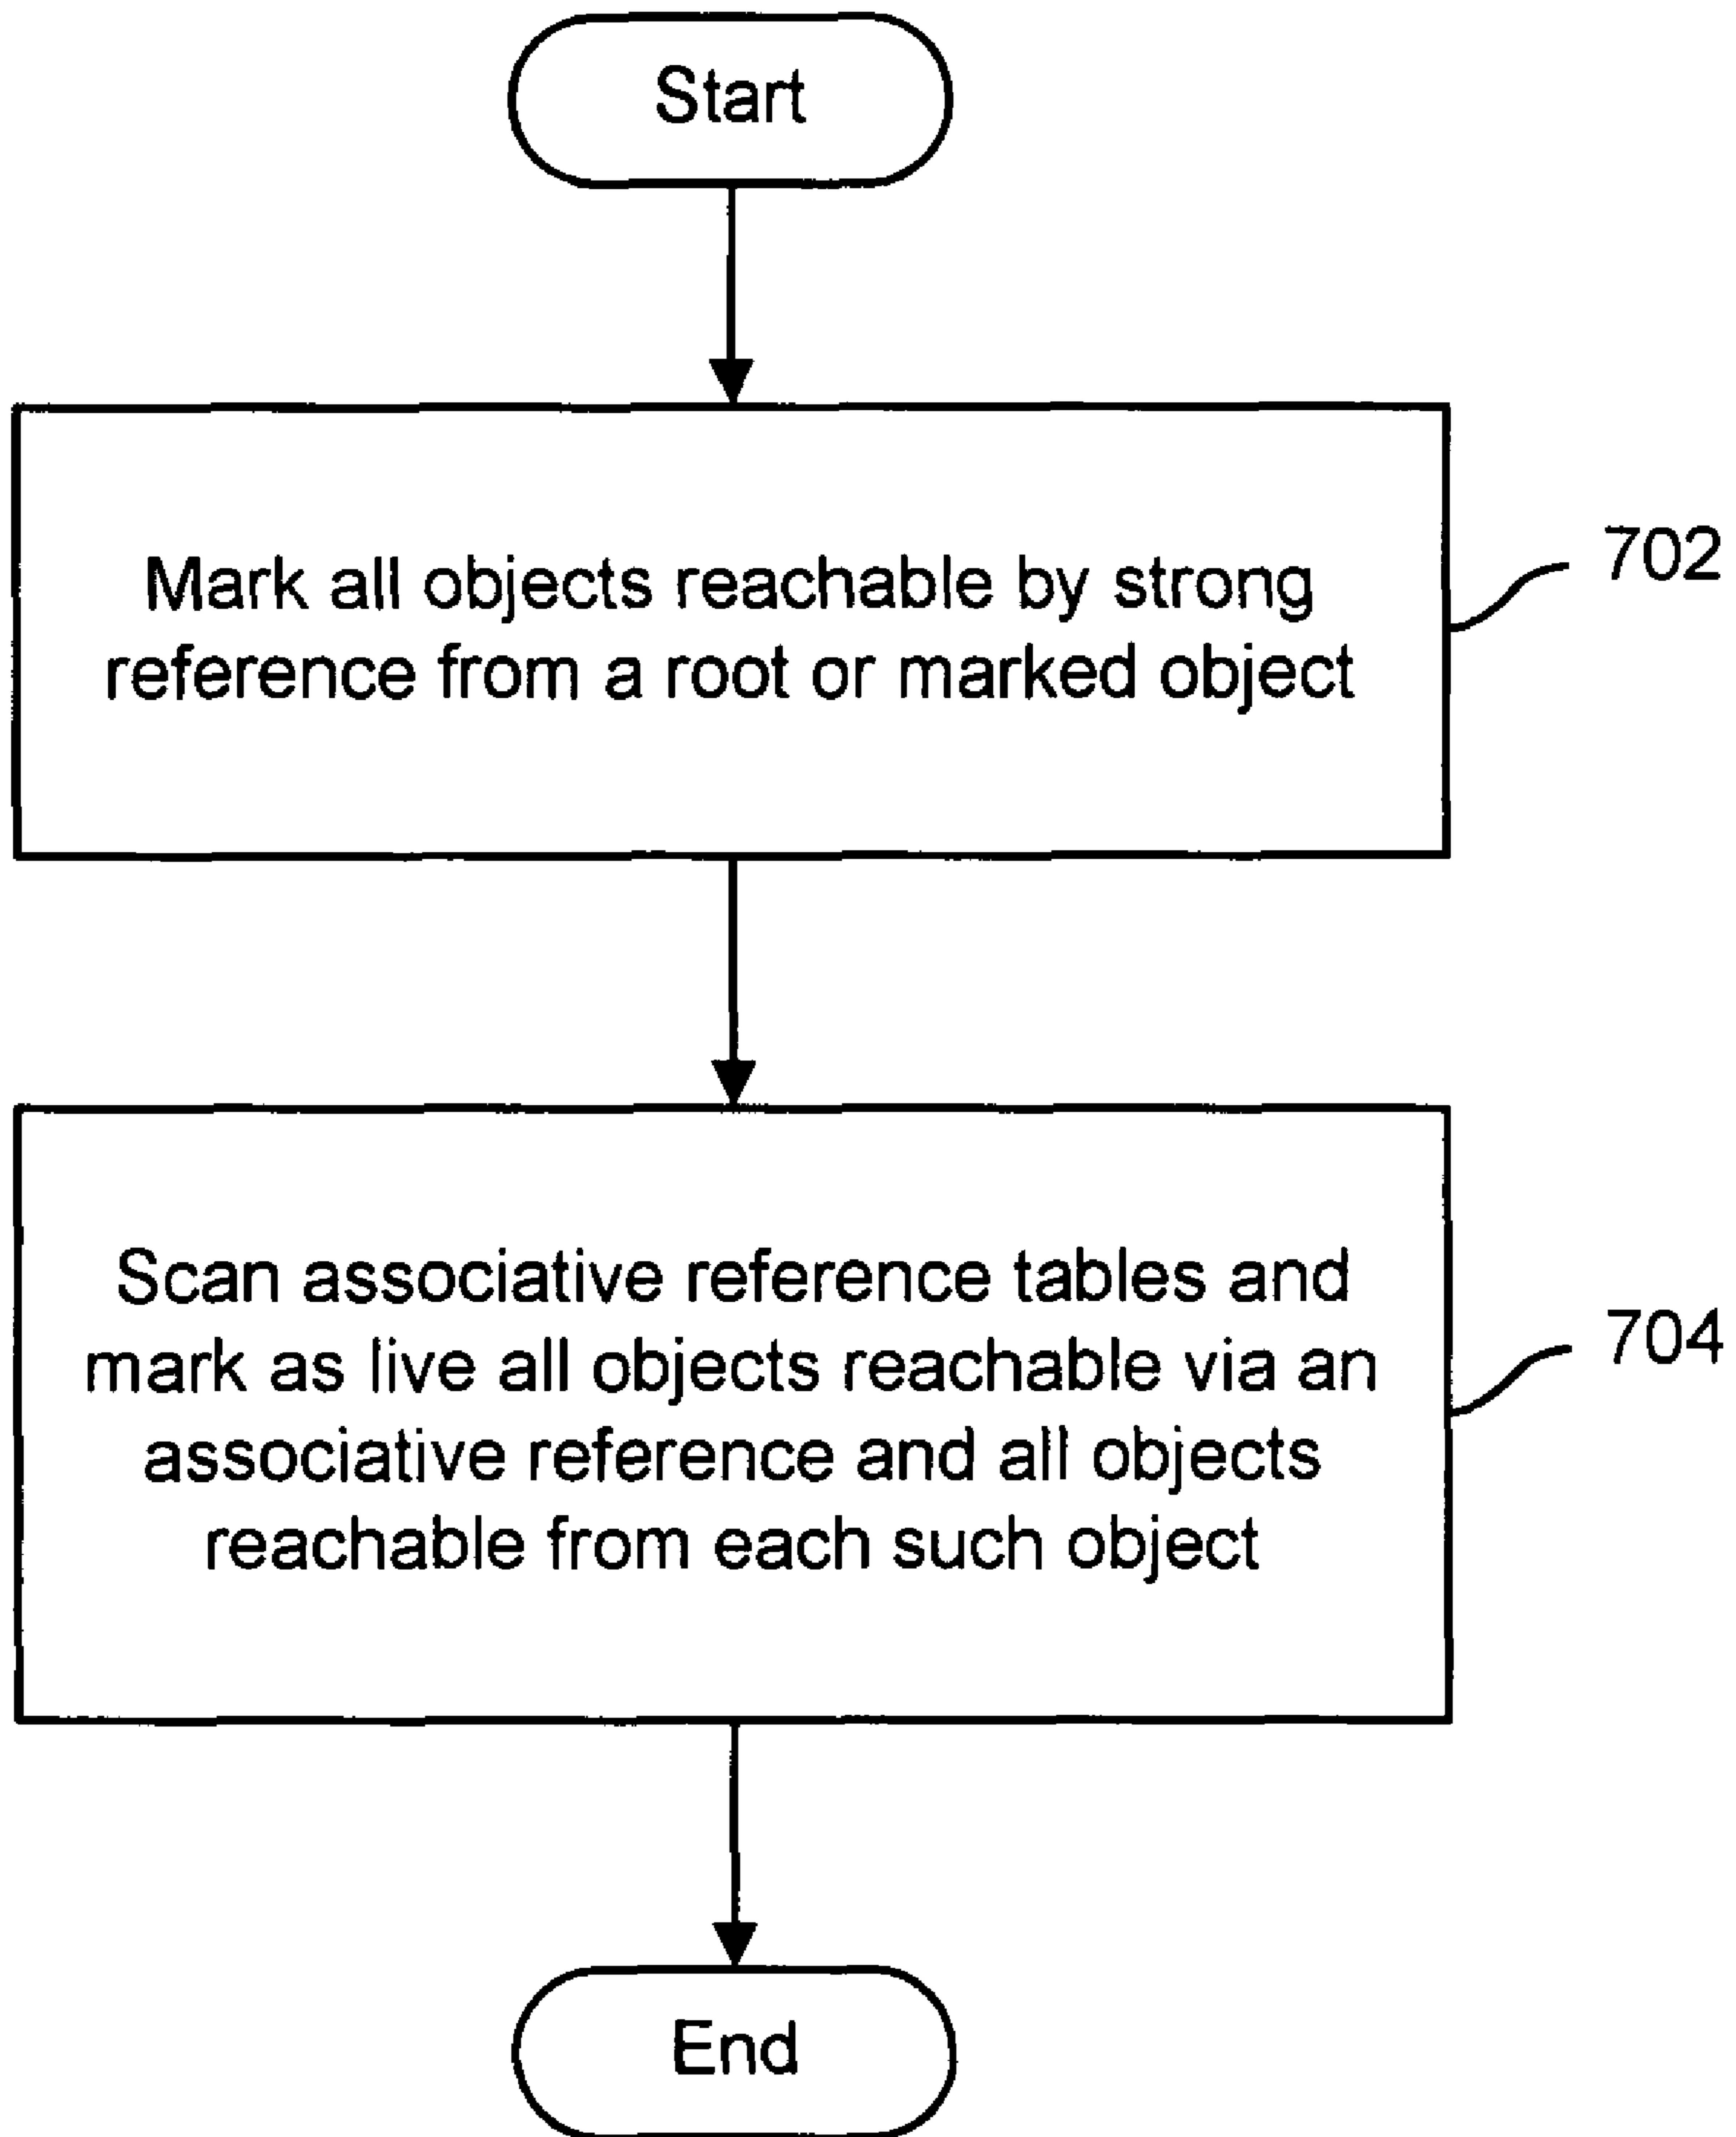 Start
Mark all objects reachable by strong
reference from a root or marked object
702
Scan associative reference tables and
mark as live all objects reachable via an
associative reference and all objects
reachable from each such object
704
End